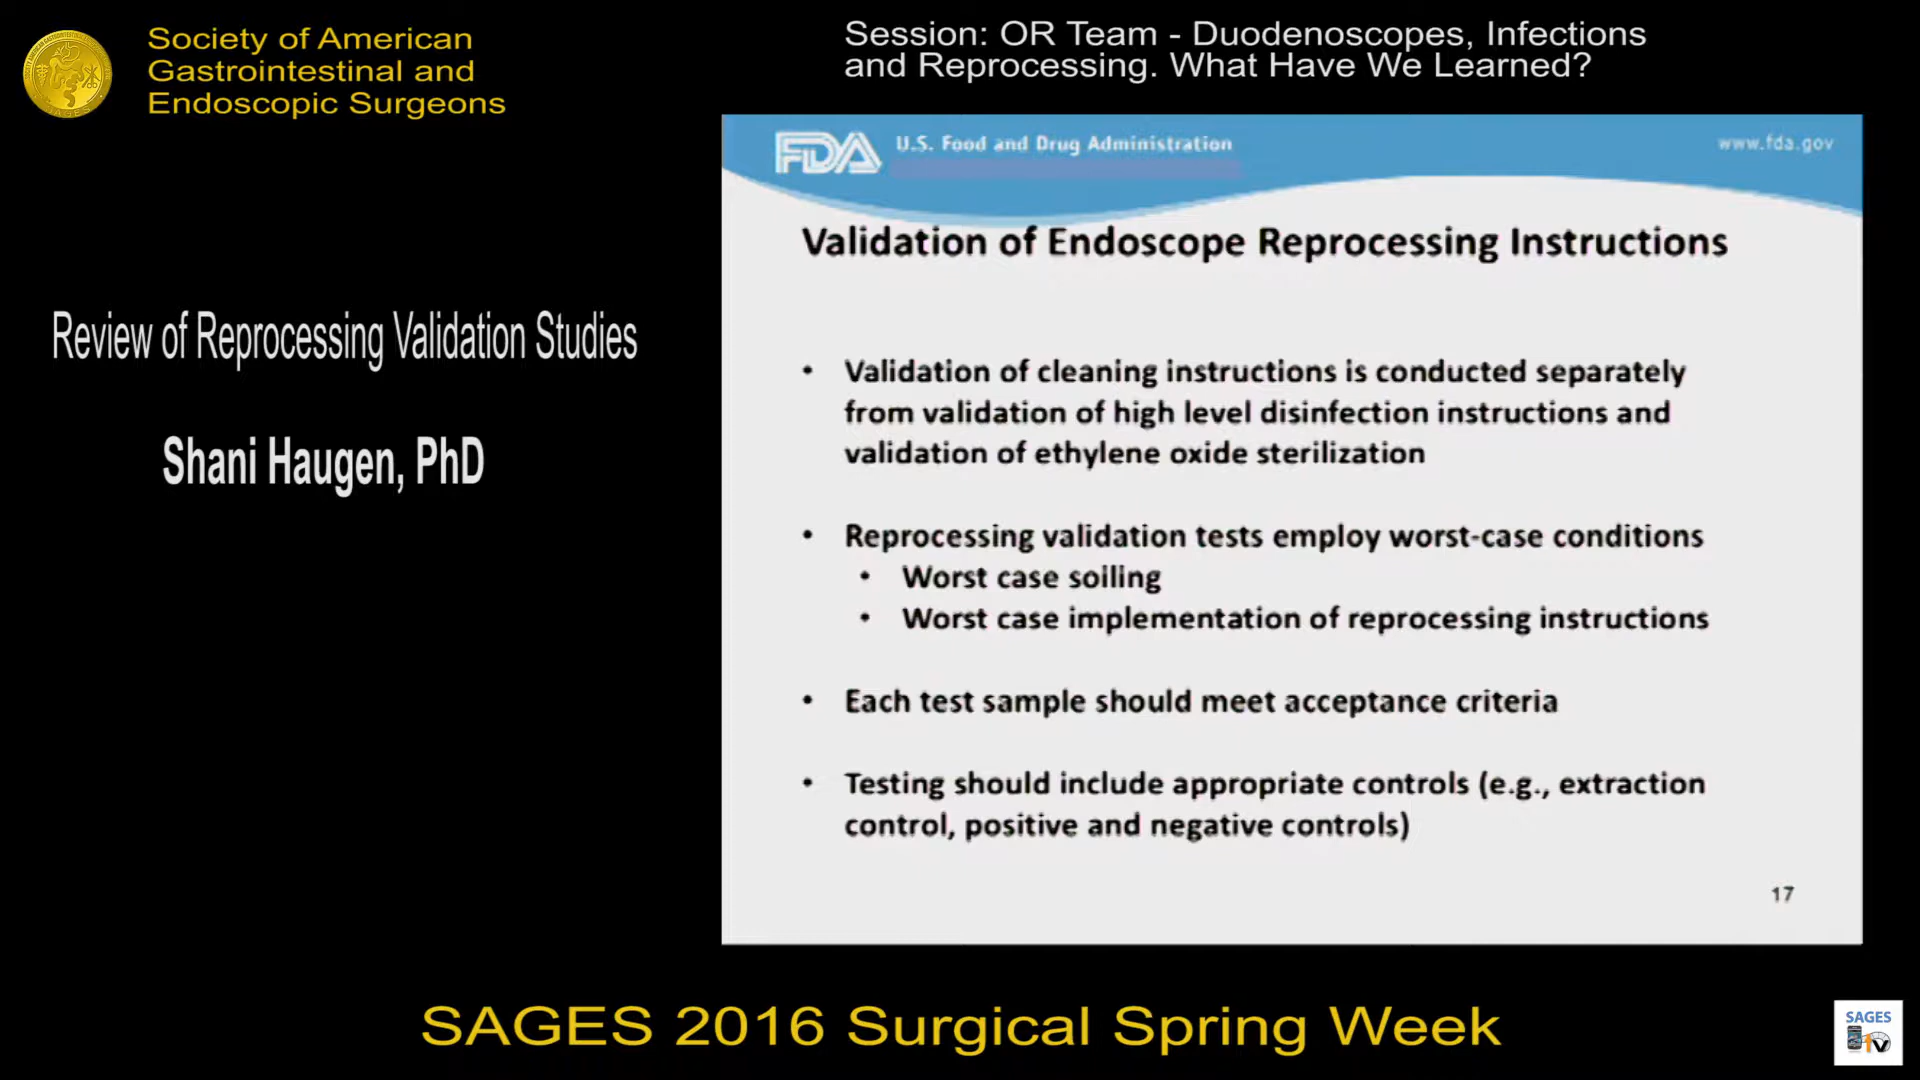 Society of American
Gastrointestinal and
Endoscopic Surgeons
Session: OR Team - Duodenoscopes, Infections
and Reprocessing. What Have We Learned?
Review of Reprocessing Validation Studies
Shani Haugen, PhD
FDA
U.S. Food and Drug Administration
www.fda.gov
Validation of Endoscope Reprocessing Instructions
• Validation of cleaning instructions is conducted separately
from validation of high level disinfection instructions and
validation of ethylene oxide sterilization
• Reprocessing validation tests employ worst-case conditions
• Worst case soiling
• Worst case implementation of reprocessing instructions
• Each test sample should meet acceptance criteria
• Testing should include appropriate controls (e.g., extraction
control, positive and negative controls)
17
SAGES 2016 Surgical Spring Week
SAGES
TV